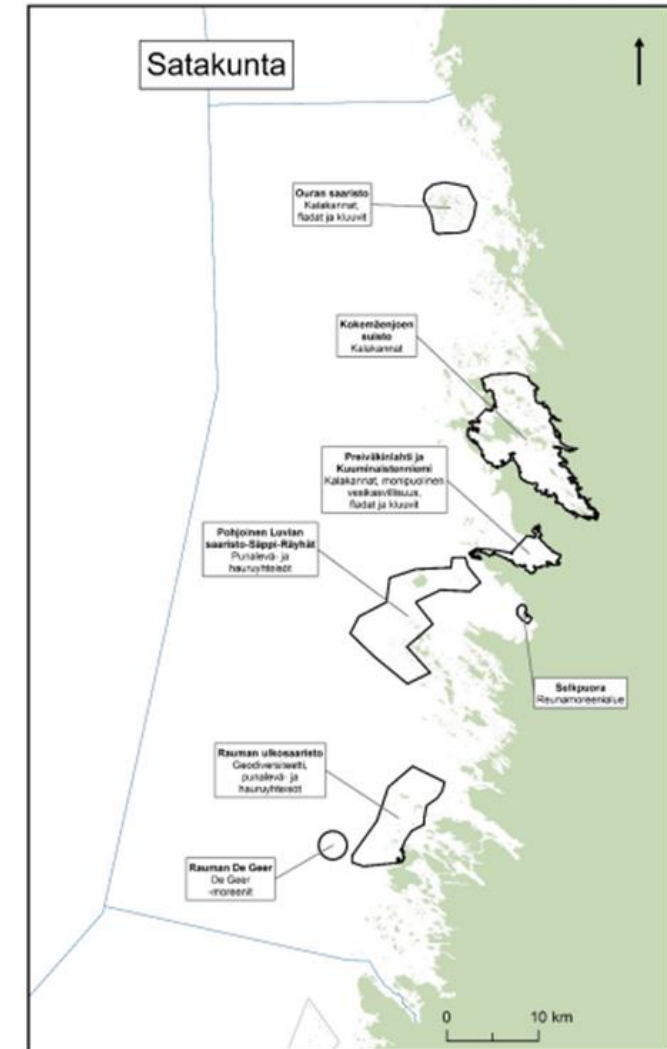 Satakunta
Ouran saaristo
Kalakannat,
fladat ja kluuvit
Kokemäenjoen
suisto
Kalakannat
Preiviikinlahti ja
Kuuminaistenniemi
Kalakannat, monipuolinen
vesikasvillisuus,
fladat ja kluuvit
Pohjoinen Luvian
saaristo-Säppi-Räyhät
Punalevä- ja
hauruyhteisöt
Selkpuora
Reunamoreenialue
Rauman ulkosaaristo
Geodiversiteetti,
punalevä- ja
hauruyhteisöt
Rauman De Geer
De Geer
-moreenit
0 10 km